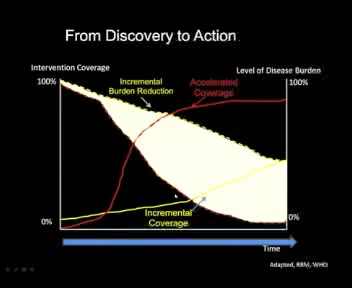 From Discovery to Action
Intervention Coverage
Level of Disease Burden
100%
Incremental
Burden Reduction
Accelerated
Coverage
100%
0%
Incremental
Coverage
0%
Time
Adapted, RBM, WHO